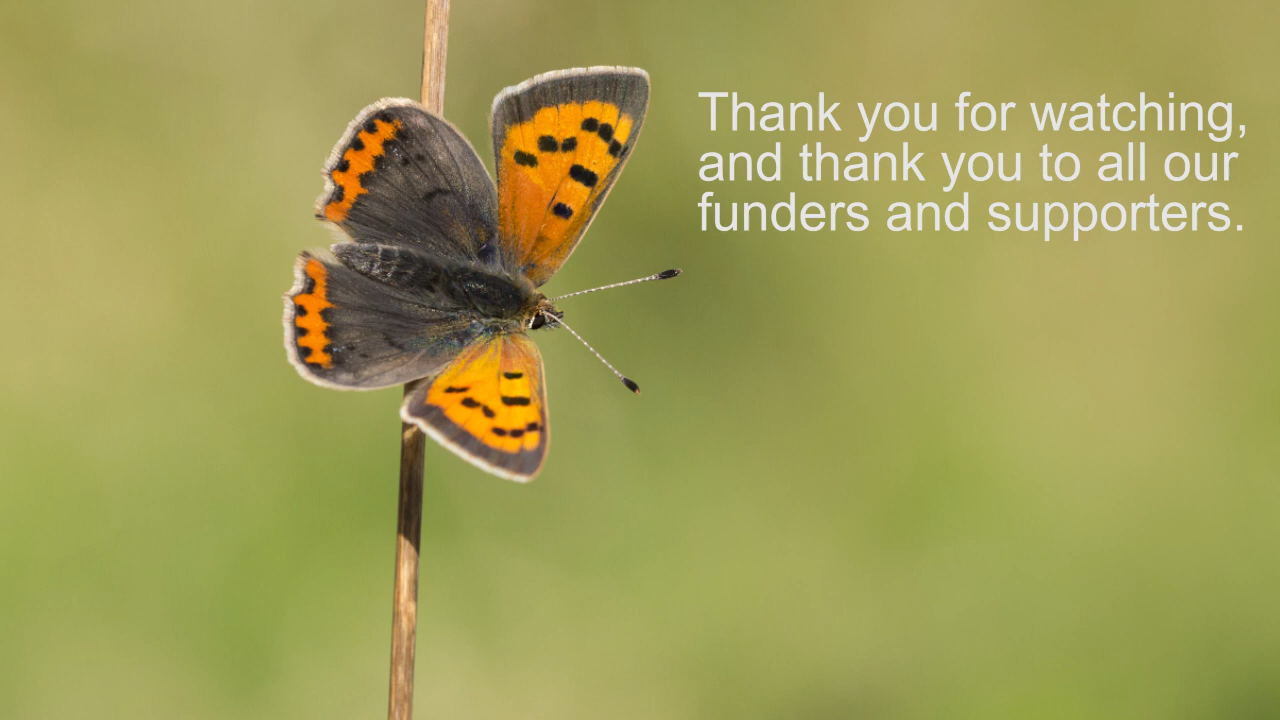 Thank you for watching,
and thank you to all our
funders and supporters.